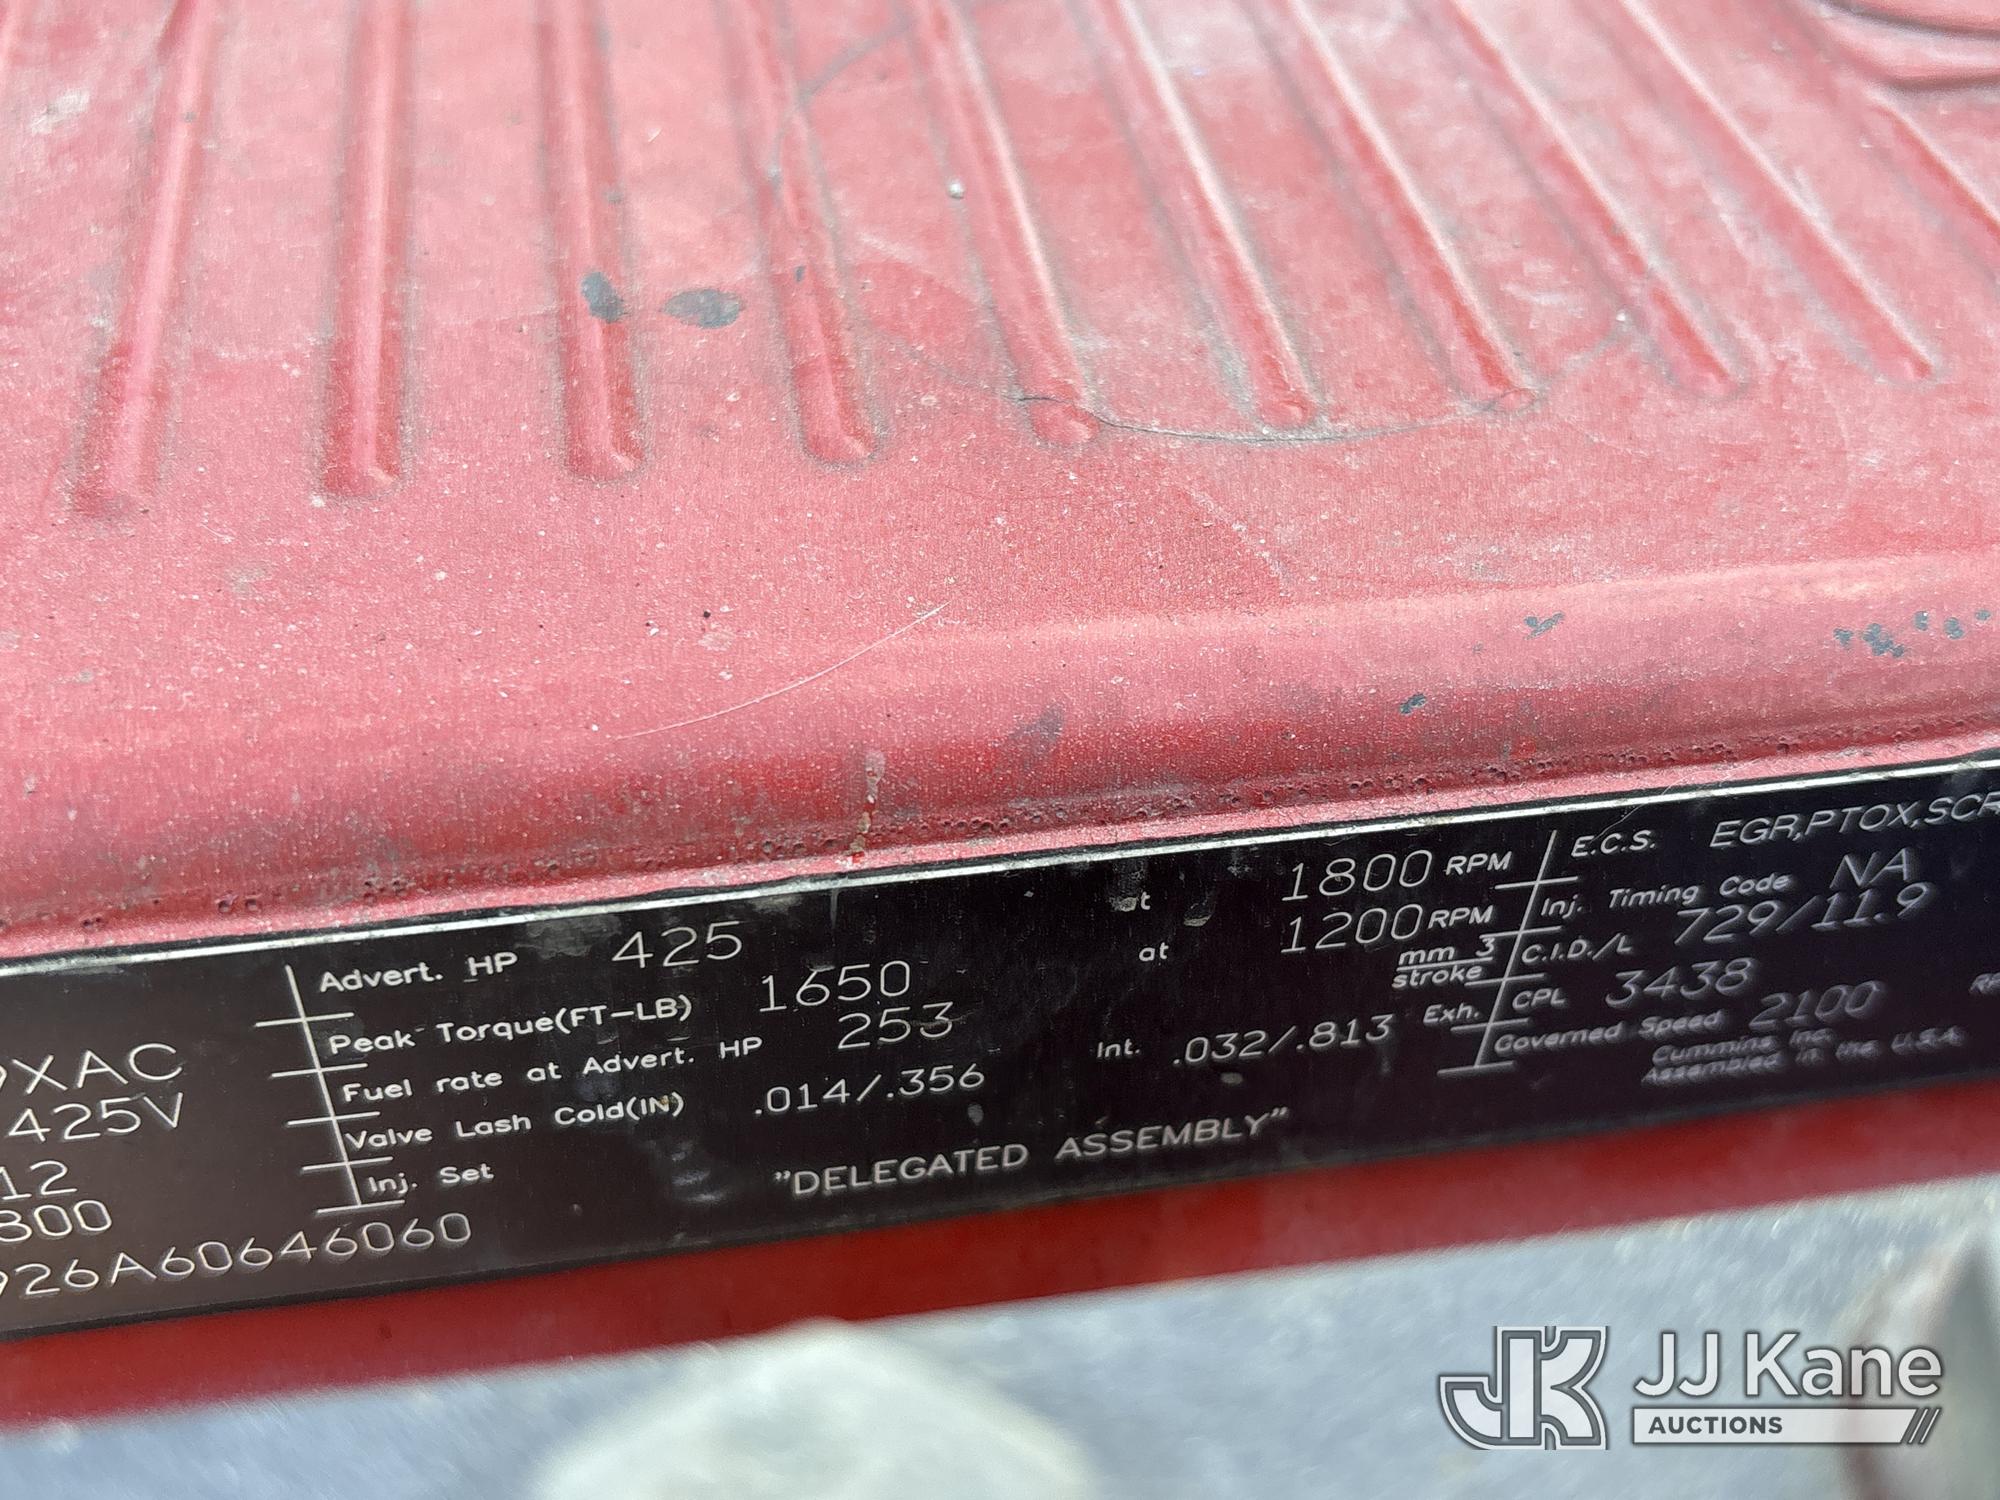 Advert. HP 425 at 1800 RPM
Peak Torque(FT-LB) 1650 at 1200 RPM
Fuel rate at Advert. HP 253 mm 3 stroke
Valve Lash Cold(IN) .014/.356 Int. .032/.813 Exh.
Inj. Set
"DELEGATED ASSEMBLY"
XAC
425V
12
300
926A60646060
E.C.S. EGR,PTOX,SCR
Inj. Timing Code NA
C.I.D./L 729/11.9
CPL 3438
Governed Speed 2100
Cummins Inc.
Assembled in the U.S.A.
JK JJ Kane
AUCTIONS